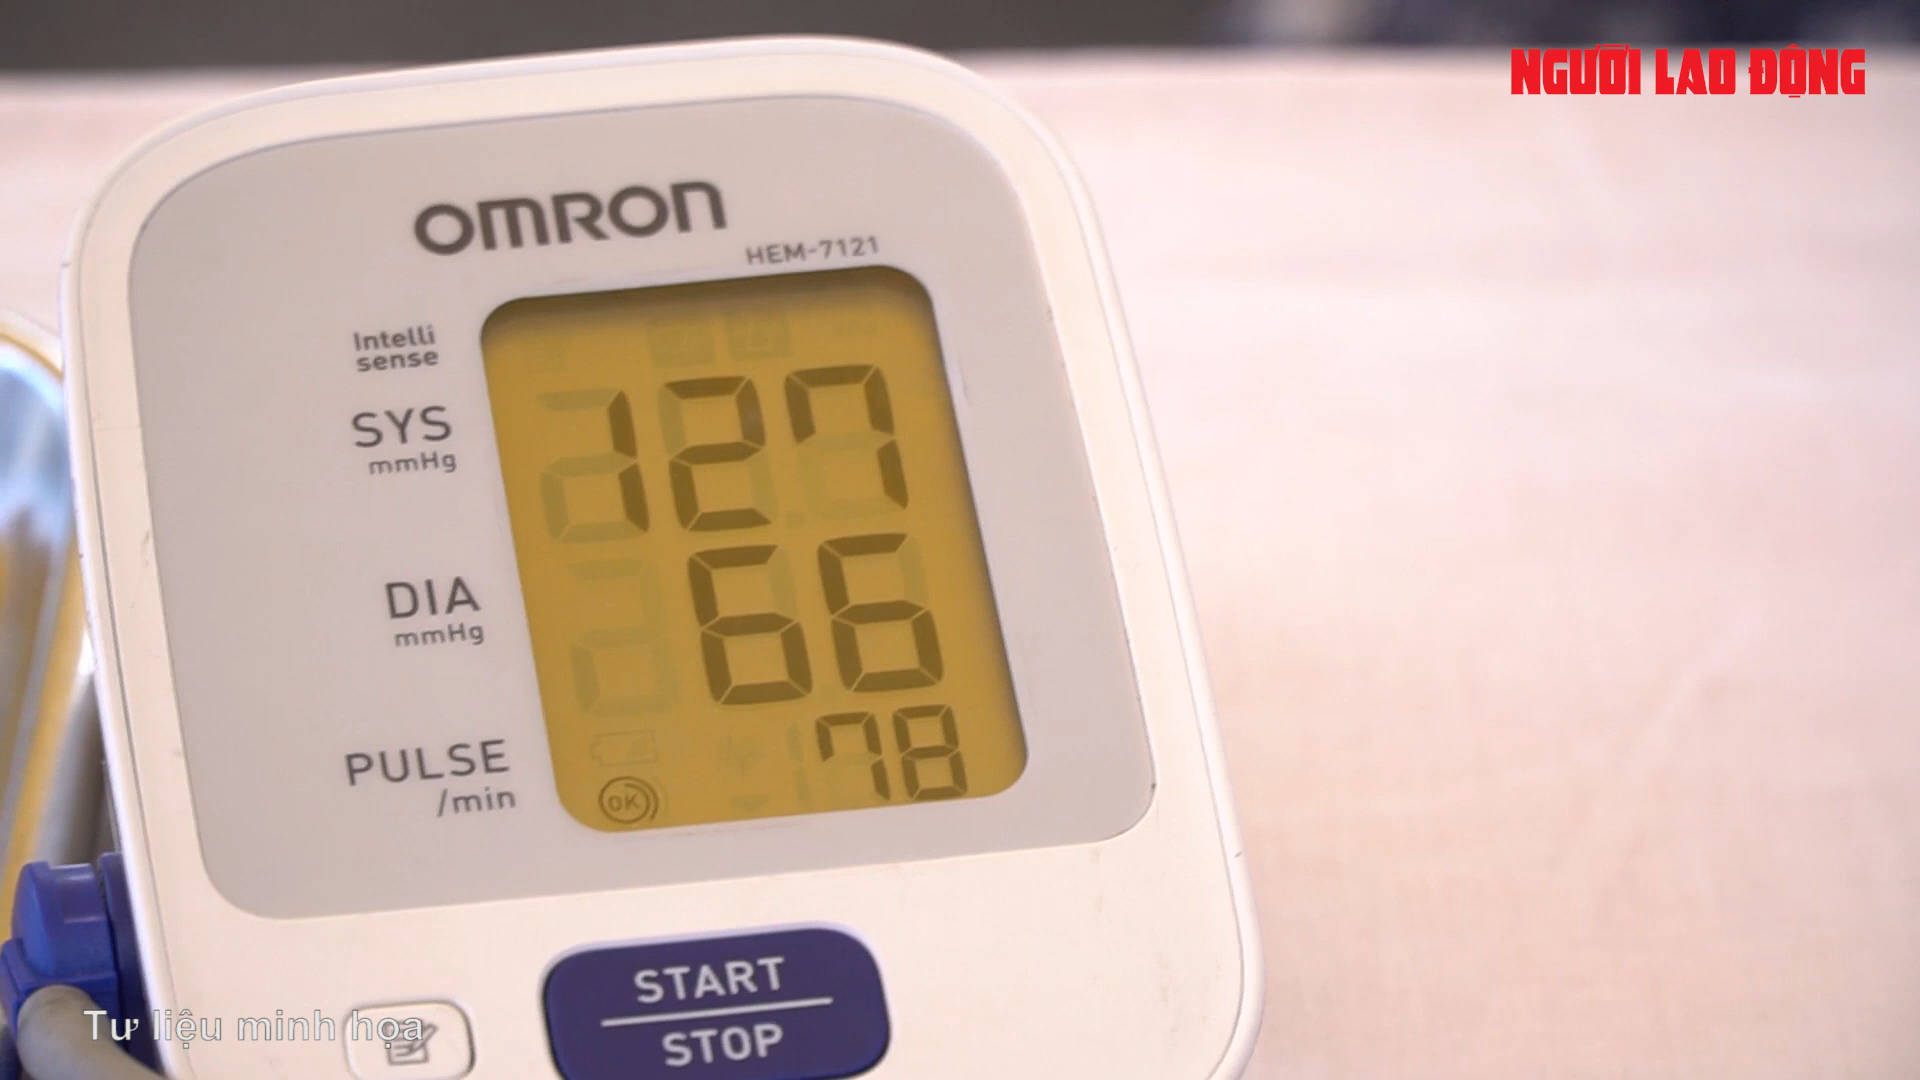 NGƯỜI LAO ĐỘNG
OMRON
HEM-7121
Intelli
sense
SYS
mmHg
127
DIA
mmHg
66
PULSE
/min
78
OK
START
STOP
Tư liệu minh họa